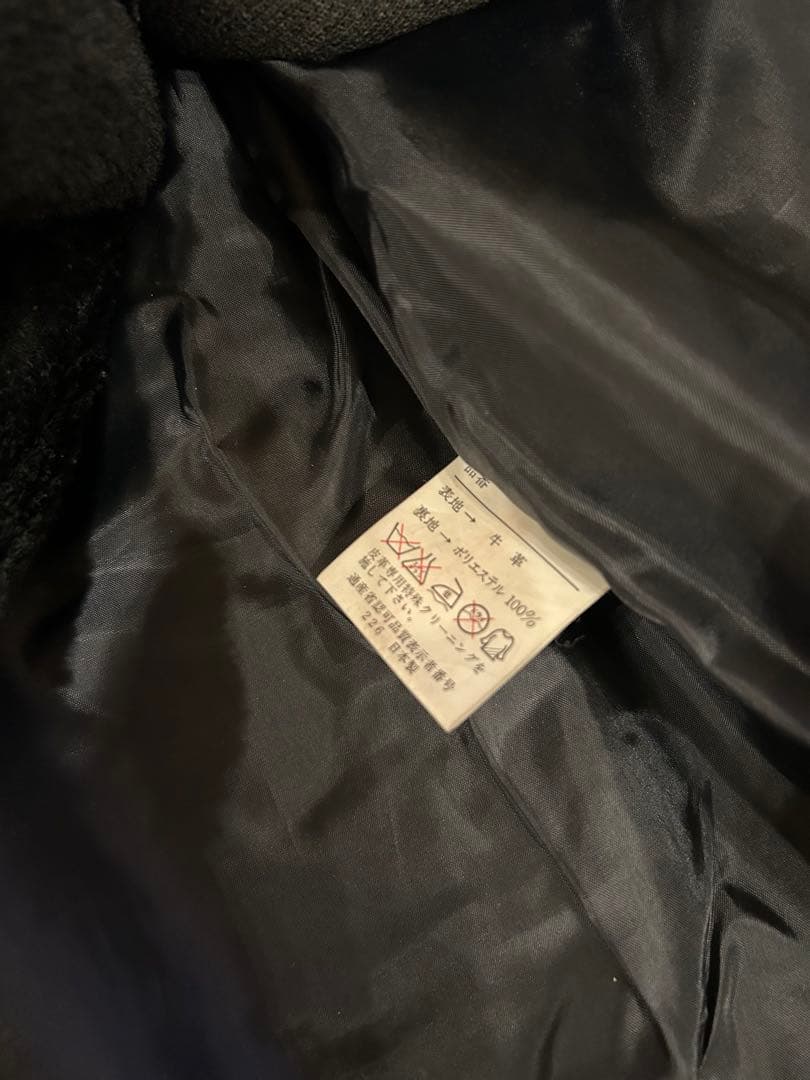 品番
表地→ 牛革
裏地→ポリエステル 100%
皮革専用特殊クリーニングを
施して下さい。
通産省認可品質表示者番号
226 日本製